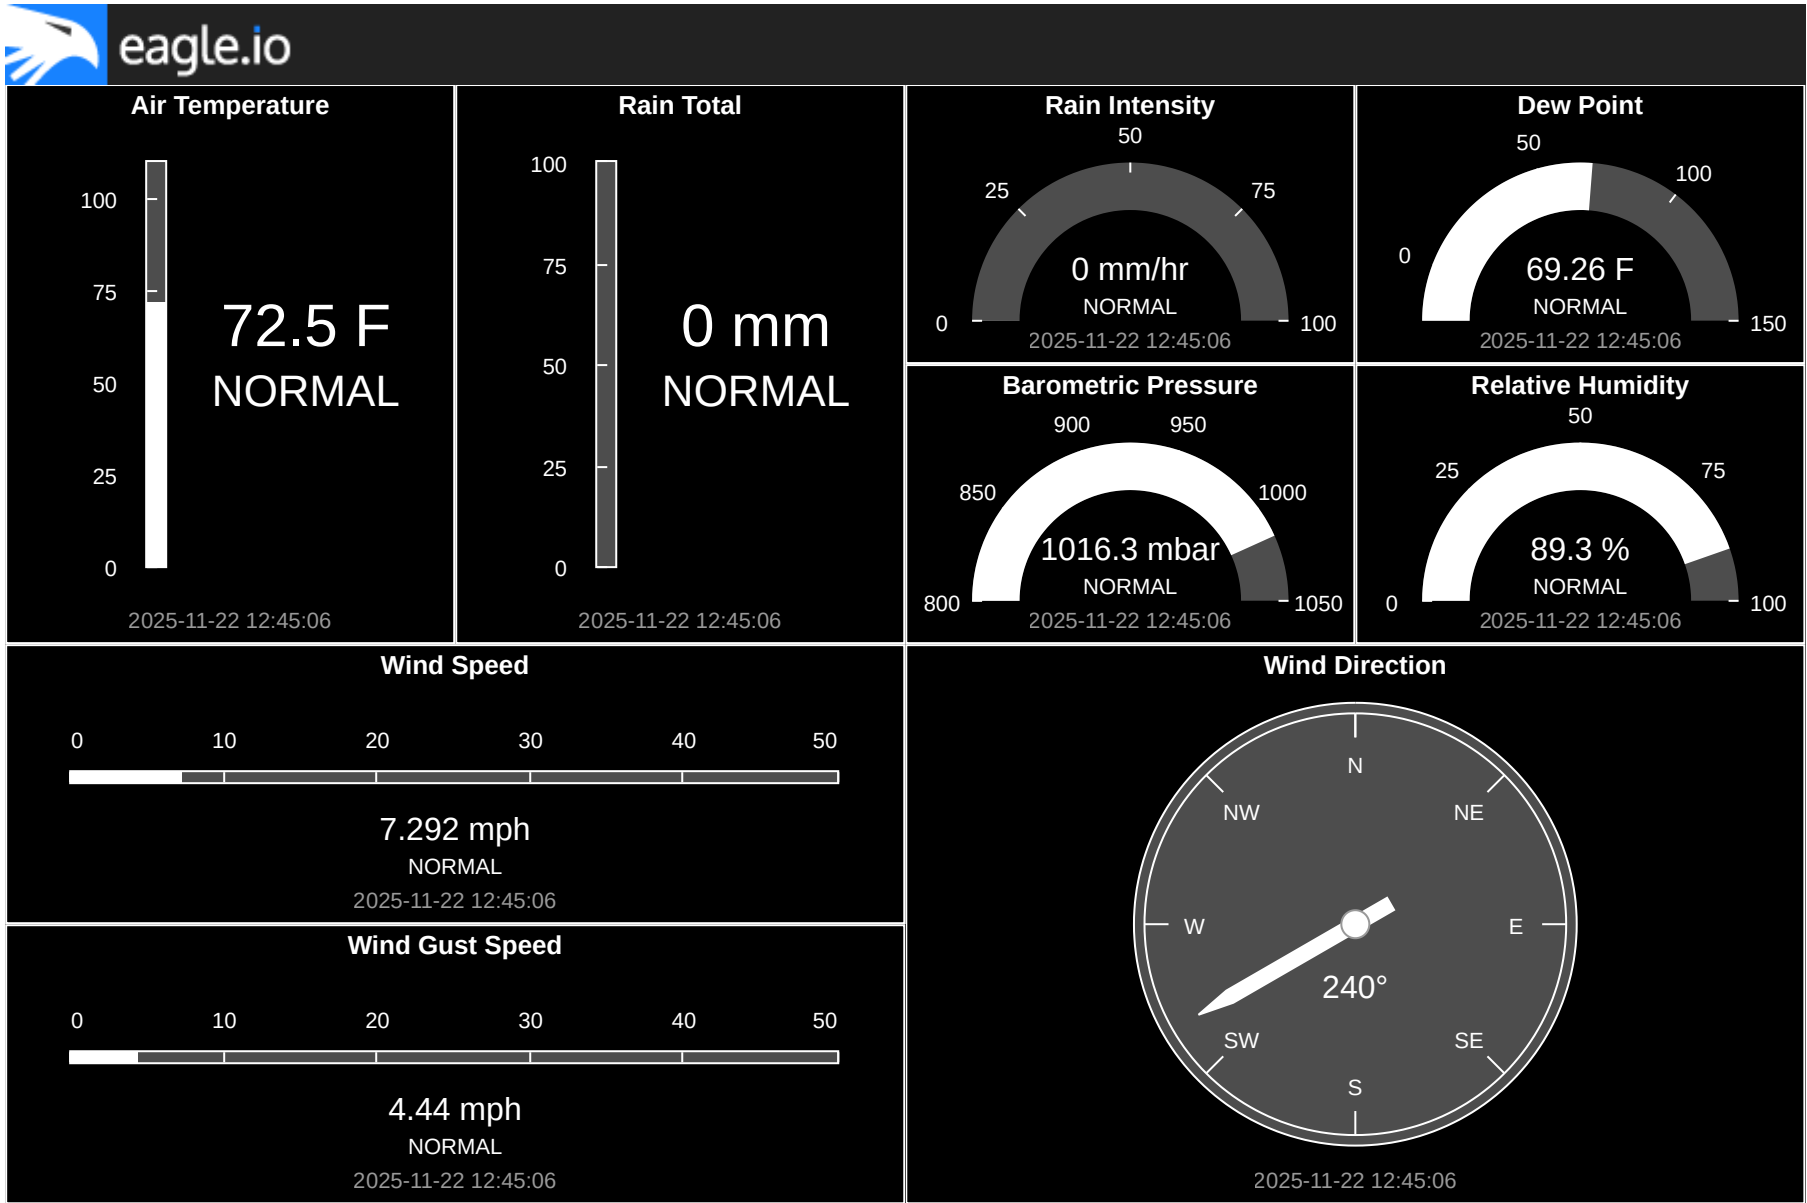 eagle.io
Air Temperature
100
75
50
25
0
72.5 F
NORMAL
2025-11-22 12:45:06
Rain Total
100
75
50
25
0
0 mm
NORMAL
2025-11-22 12:45:06
Rain Intensity
50
25
75
0
100
0 mm/hr
NORMAL
2025-11-22 12:45:06
Dew Point
50
100
0
150
69.26 F
NORMAL
2025-11-22 12:45:06
Barometric Pressure
900
950
850
1000
800
1050
1016.3 mbar
NORMAL
2025-11-22 12:45:06
Relative Humidity
50
25
75
0
100
89.3 %
NORMAL
2025-11-22 12:45:06
Wind Speed
0 10 20 30 40 50
7.292 mph
NORMAL
2025-11-22 12:45:06
Wind Gust Speed
0 10 20 30 40 50
4.44 mph
NORMAL
2025-11-22 12:45:06
Wind Direction
N
NW NE
W E
240°
SW SE
S
2025-11-22 12:45:06